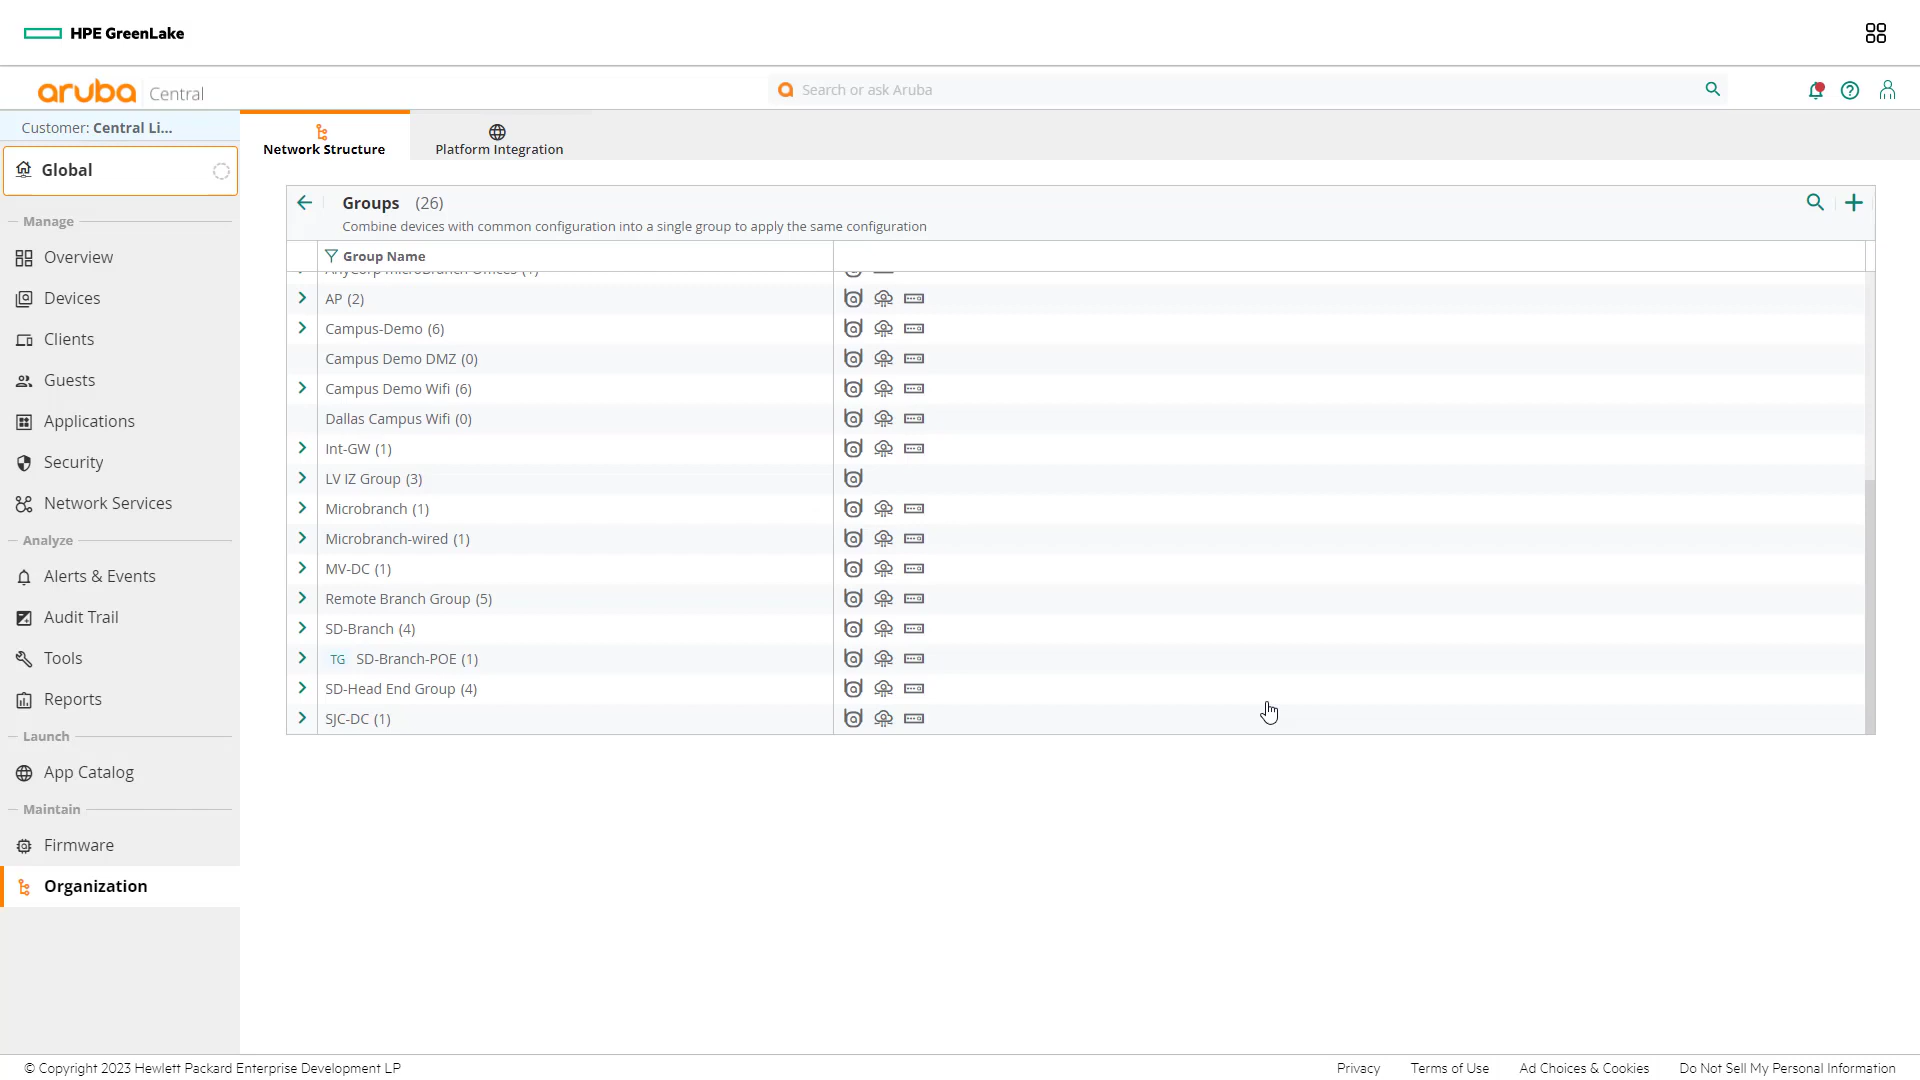 HPE GreenLake
aruba Central
Search or ask Aruba
Customer: Central Li...
Network Structure
Platform Integration
Global
Manage
Overview
Devices
Clients
Guests
Applications
Security
Network Services
Analyze
Alerts & Events
Audit Trail
Tools
Reports
Launch
App Catalog
Maintain
Firmware
Organization
Groups (26)
Combine devices with common configuration into a single group to apply the same configuration
Group Name
AnyCorp microBranch Offices (1)
AP (2)
Campus-Demo (6)
Campus Demo DMZ (0)
Campus Demo Wifi (6)
Dallas Campus Wifi (0)
Int-GW (1)
LV IZ Group (3)
Microbranch (1)
Microbranch-wired (1)
MV-DC (1)
Remote Branch Group (5)
SD-Branch (4)
TG SD-Branch-POE (1)
SD-Head End Group (4)
SJC-DC (1)
© Copyright 2023 Hewlett Packard Enterprise Development LP
Privacy Terms of Use Ad Choices & Cookies Do Not Sell My Personal Information